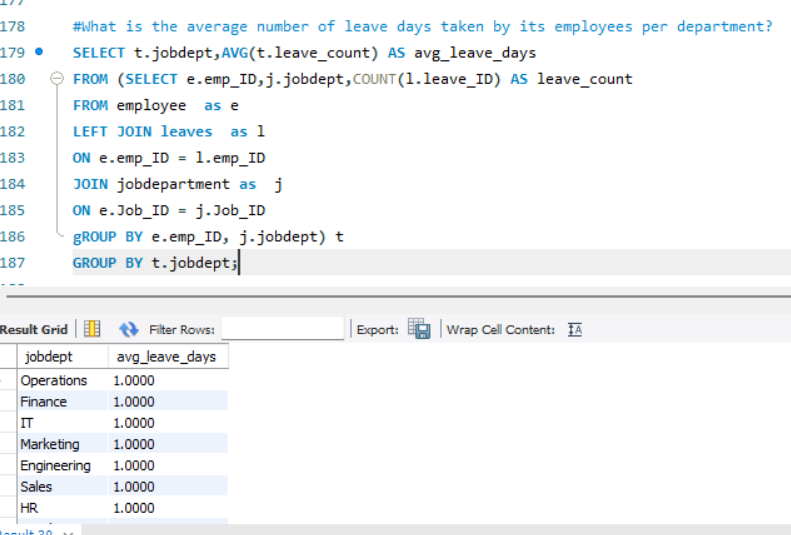 177
178 #What is the average number of leave days taken by its employees per department?
179 SELECT t.jobdept,AVG(t.leave_count) AS avg_leave_days
180 FROM (SELECT e.emp_ID,j.jobdept,COUNT(l.leave_ID) AS leave_count
181 FROM employee as e
182 LEFT JOIN leaves as l
183 ON e.emp_ID = l.emp_ID
184 JOIN jobdepartment as j
185 ON e.Job_ID = j.Job_ID
186 gROUP BY e.emp_ID, j.jobdept) t
187 GROUP BY t.jobdept;
Result Grid Filter Rows: Export: Wrap Cell Content:
jobdept avg_leave_days
Operations 1.0000
Finance 1.0000
IT 1.0000
Marketing 1.0000
Engineering 1.0000
Sales 1.0000
HR 1.0000